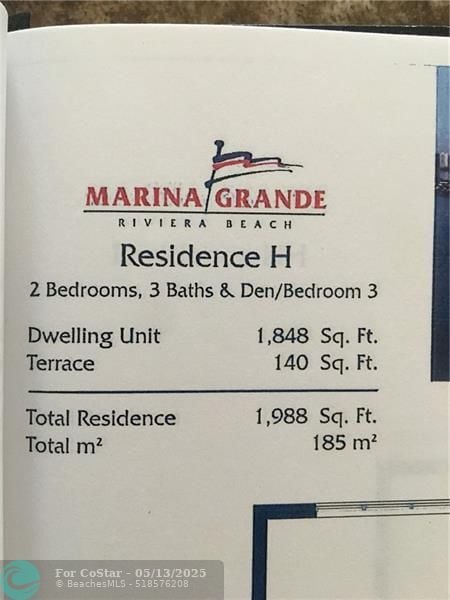 MARINA GRANDE
RIVIERA BEACH
Residence H
2 Bedrooms, 3 Baths & Den/Bedroom 3
Dwelling Unit 1,848 Sq. Ft.
Terrace 140 Sq. Ft.
Total Residence 1,988 Sq. Ft.
Total m² 185 m²
For CoStar - 05/13/2025
© BeachesMLS - 518576208